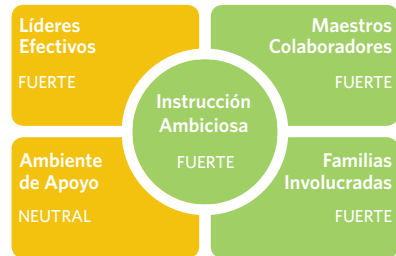 Líderes
Efectivos
FUERTE
Maestros
Colaboradores
FUERTE
Instrucción
Ambiciosa
FUERTE
Ambiente
de Apoyo
NEUTRAL
Familias
Involucradas
FUERTE